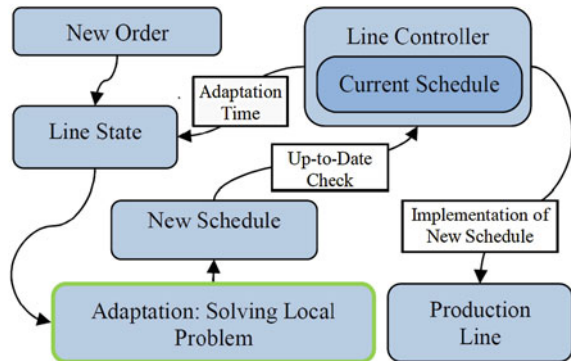 New Order
Line Controller
Current Schedule
Adaptation
Time
Line State
Up-to-Date
Check
New Schedule
Implementation of
New Schedule
Adaptation: Solving Local
Problem
Production
Line